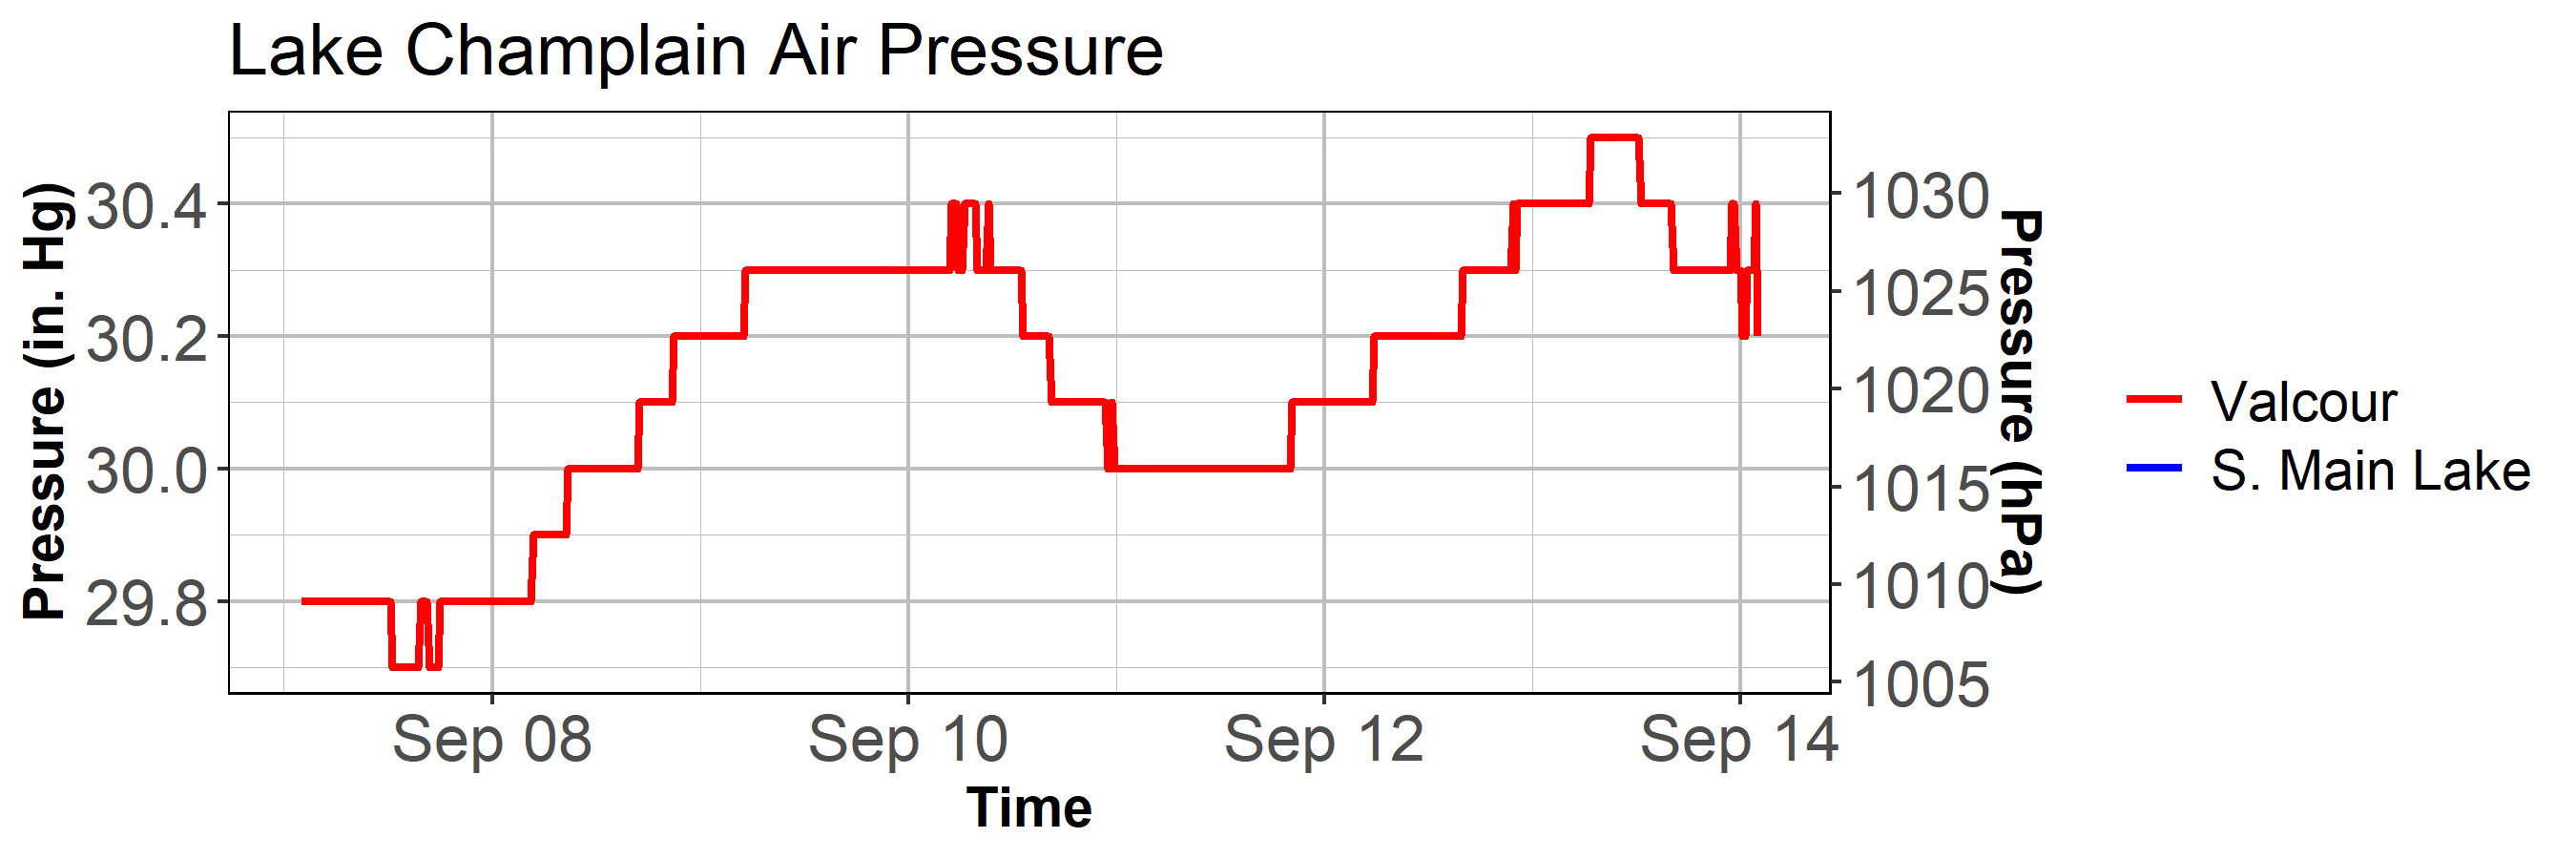 Lake Champlain Air Pressure
Pressure (in. Hg)
30.4
30.2
30.0
29.8
1030
1025
1020
1015
1010
1005
Pressure (hPa)
Sep 08 Sep 10 Sep 12 Sep 14
Time
Valcour
S. Main Lake